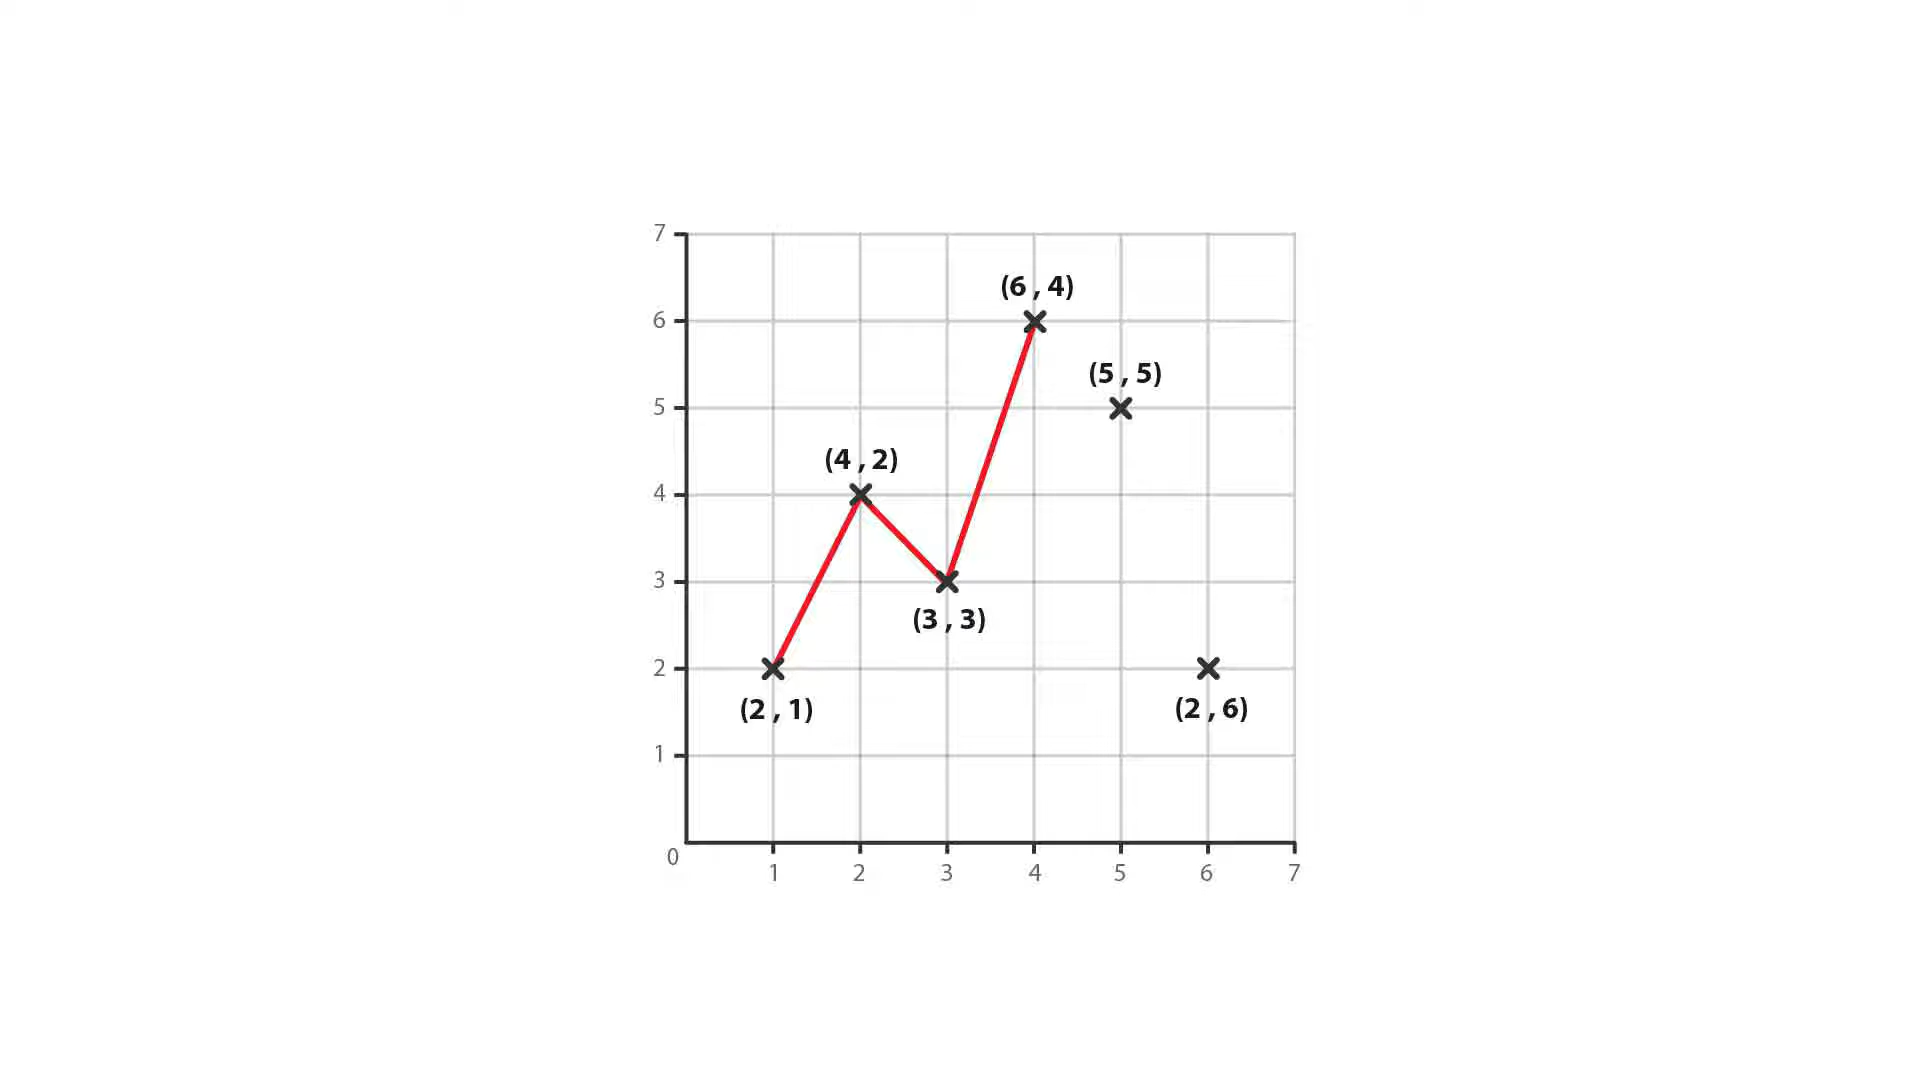 7
(6 , 4)
6
(5 , 5)
5
(4 , 2)
4
3
(3 , 3)
2
(2 , 1)
(2 , 6)
1
0
1 2 3 4 5 6 7